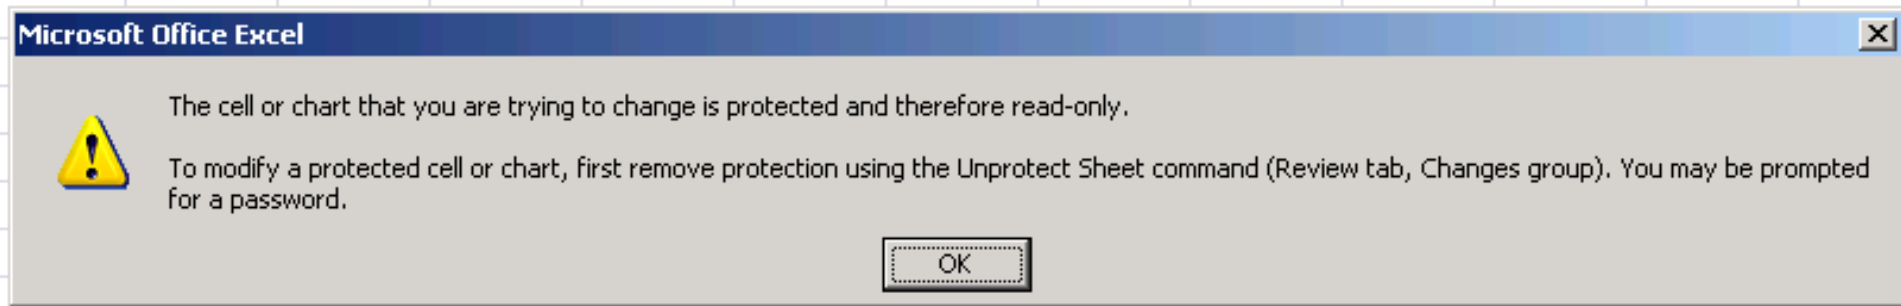 Microsoft Office Excel
The cell or chart that you are trying to change is protected and therefore read-only.
To modify a protected cell or chart, first remove protection using the Unprotect Sheet command (Review tab, Changes group). You may be prompted
for a password.
OK